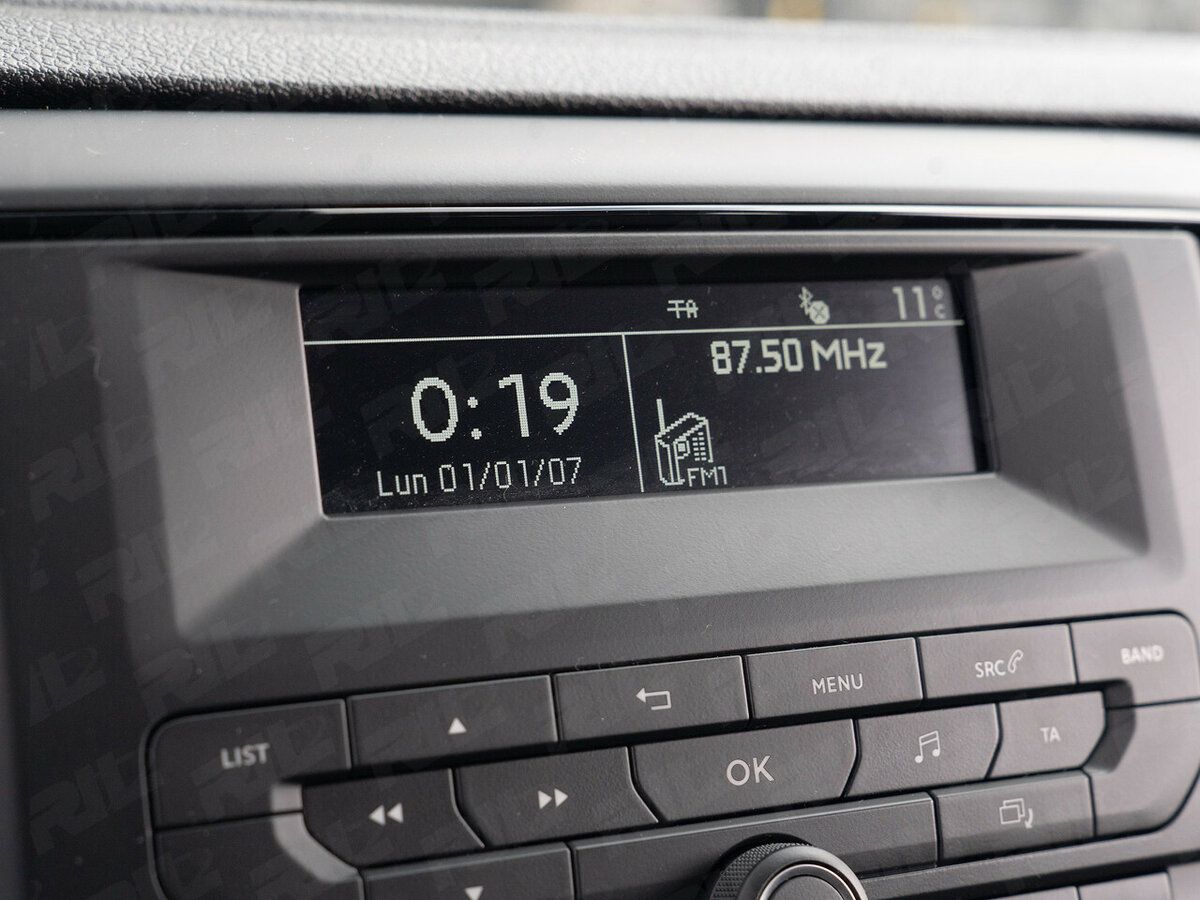 TA 11°C
0:19
Lun 01/01/07
87.50 MHz
FM1
LIST
MENU
SRC
BAND
OK
TA